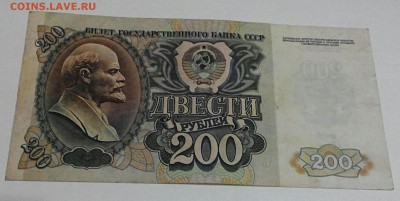 COINS.LAVE.RU
БИЛЕТ ГОСУДАРСТВЕННОГО БАНКА СССР
200
ДВЕСТИ
РУБЛЕЙ
200
200
200